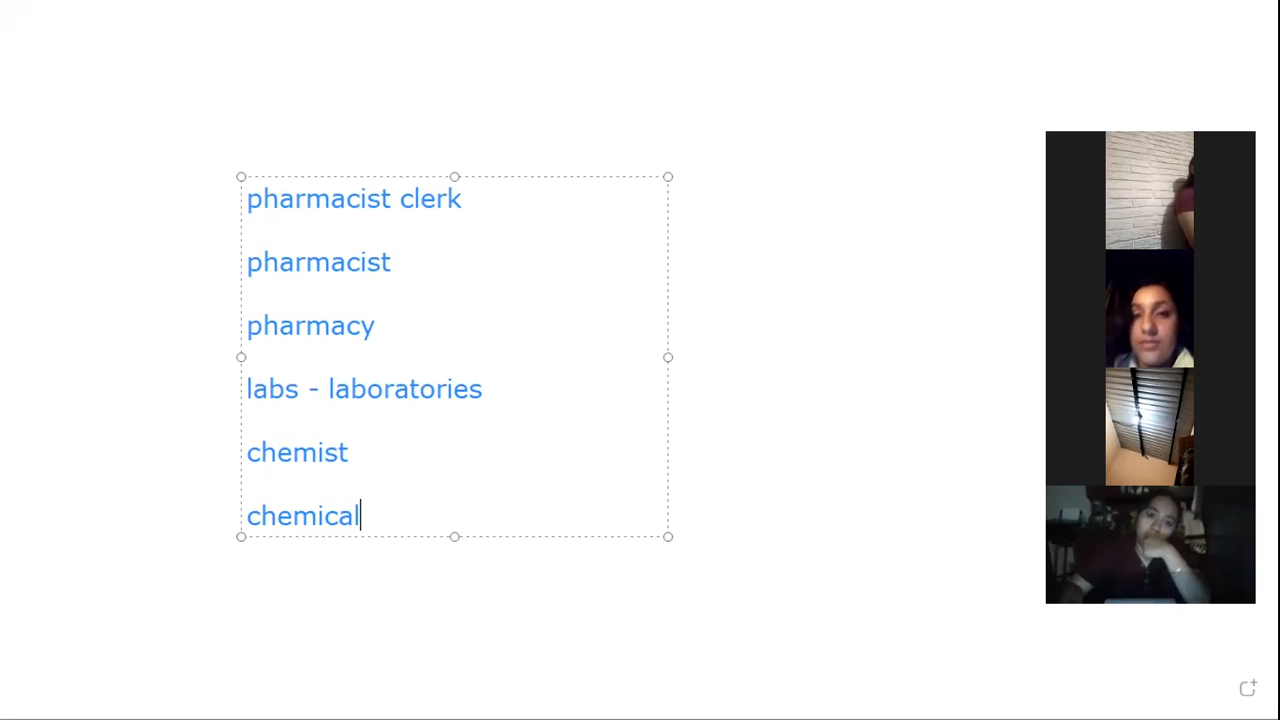 pharmacist clerk
pharmacist
pharmacy
labs - laboratories
chemist
chemical